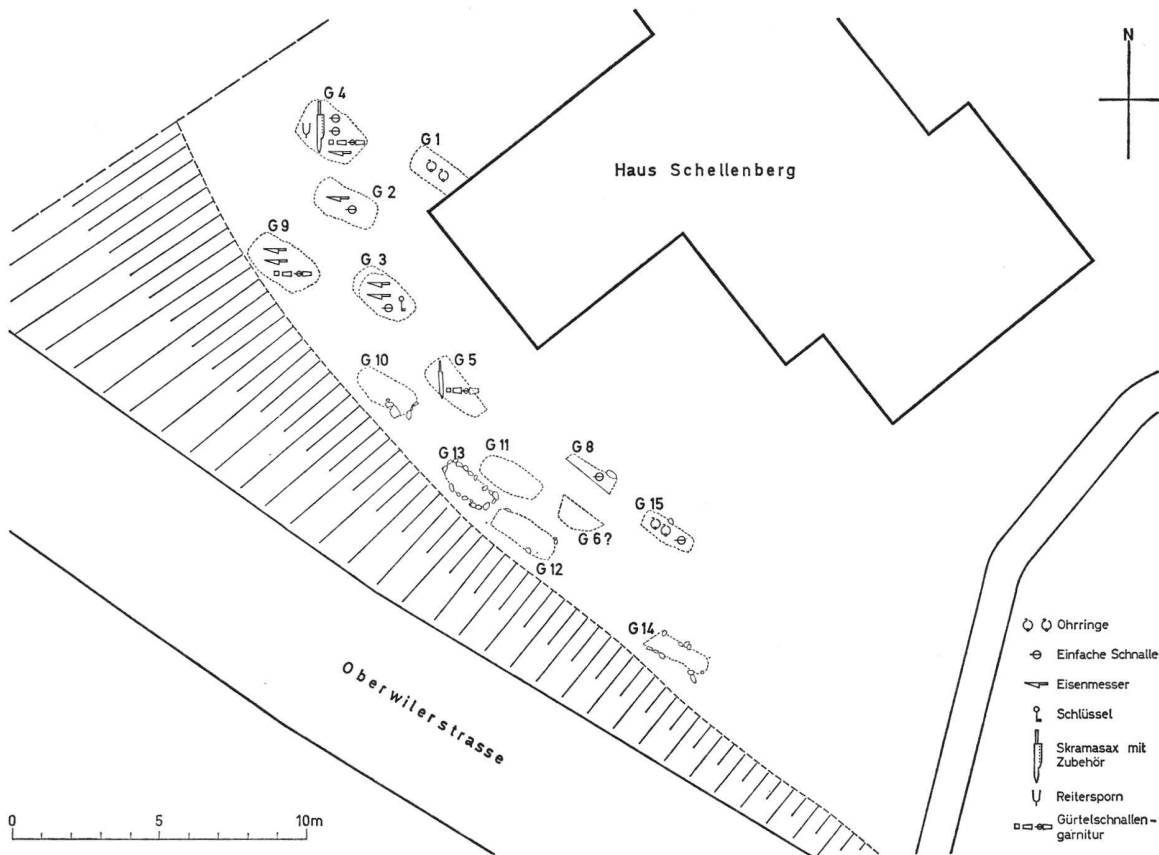 N
G 4
G 1
Haus Schellenberg
G 2
G 9
G 3
G 10
G 5
G 11
G 8
G 13
G 15
G 6 ?
G 12
G 14
Oberwilerstrasse
Ohrringe
Einfache Schnalle
Eisenmesser
Schlüssel
Skramasax mit
Zubehör
Reitersporn
Gürtelschnallen-
garnitur
0 5 10m